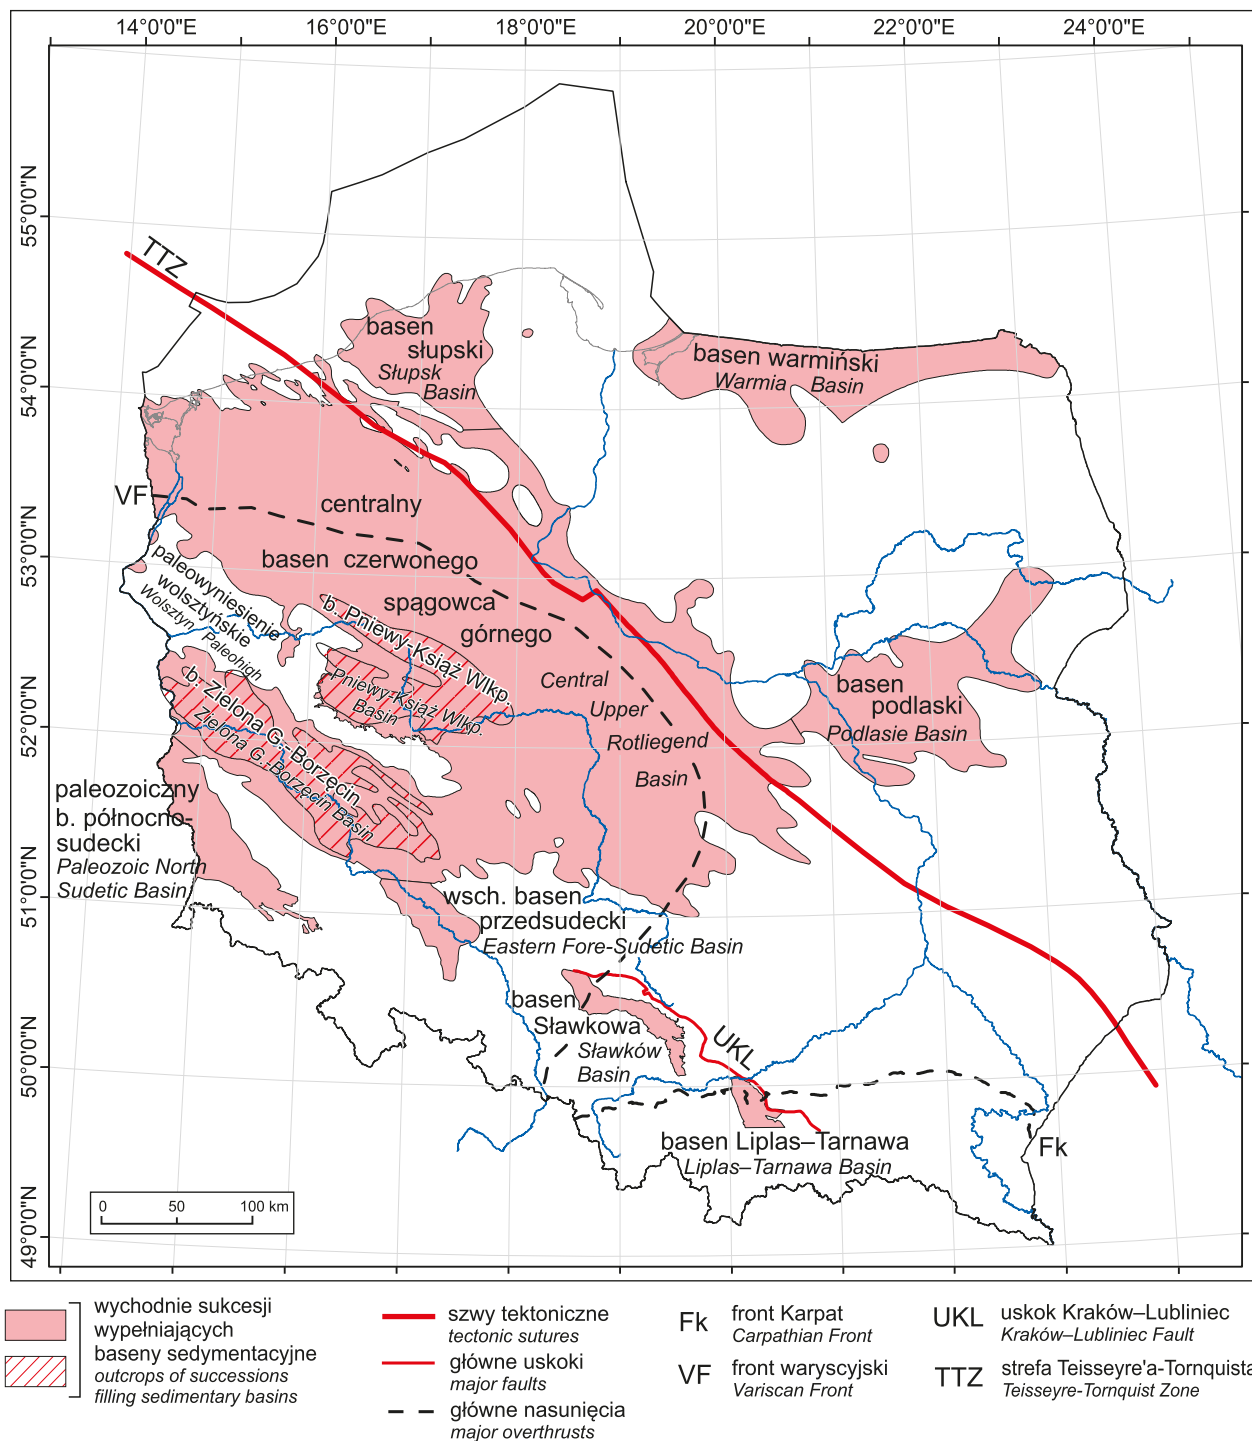 14°0'0"E 16°0'0"E 18°0'0"E 20°0'0"E 22°0'0"E 24°0'0"E
55°0'0"N
54°0'0"N
53°0'0"N
52°0'0"N
51°0'0"N
50°0'0"N
49°0'0"N
TTZ
basen
słupski
Słupsk
Basin
basen warmiński
Warmia Basin
VF
centralny
basen czerwonego
spągowca
górnego
Central
Upper
Rotliegend
Basin
paleowyniesienie
wolsztyńskie
Wolsztyn Paleohigh
b. Pniewy-Książ Wlkp.
Pniewy-Książ Wlkp.
Basin
b. Zielona G.-Borzęcin
Zielona G.Borzęcin Basin
basen
podlaski
Podlasie Basin
paleozoiczny
b. północno-
sudecki
Paleozoic North
Sudetic Basin
wsch. basen
przedsudecki
Eastern Fore-Sudetic Basin
basen
Sławkowa
Sławków
Basin
UKL
basen Liplas–Tarnawa
Liplas–Tarnawa Basin
Fk
0 50 100 km
wychodnie sukcesji
wypełniających
baseny sedymentacyjne
outcrops of successions
filling sedimentary basins
szwy tektoniczne
tectonic sutures
główne uskoki
major faults
główne nasunięcia
major overthrusts
Fk front Karpat
Carpathian Front
VF front waryscyjski
Variscan Front
UKL uskok Kraków–Lubliniec
Kraków–Lubliniec Fault
TTZ strefa Teisseyre'a-Tornquista
Teisseyre-Tornquist Zone